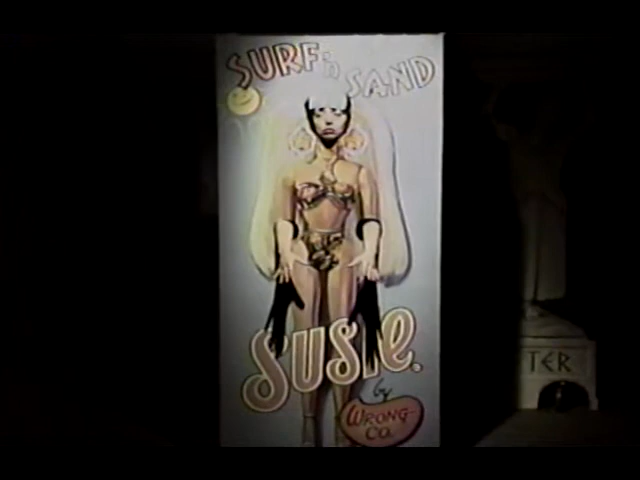 SURF 'n
SAND
SUSIE.
by
WRONG-
CO.
TER